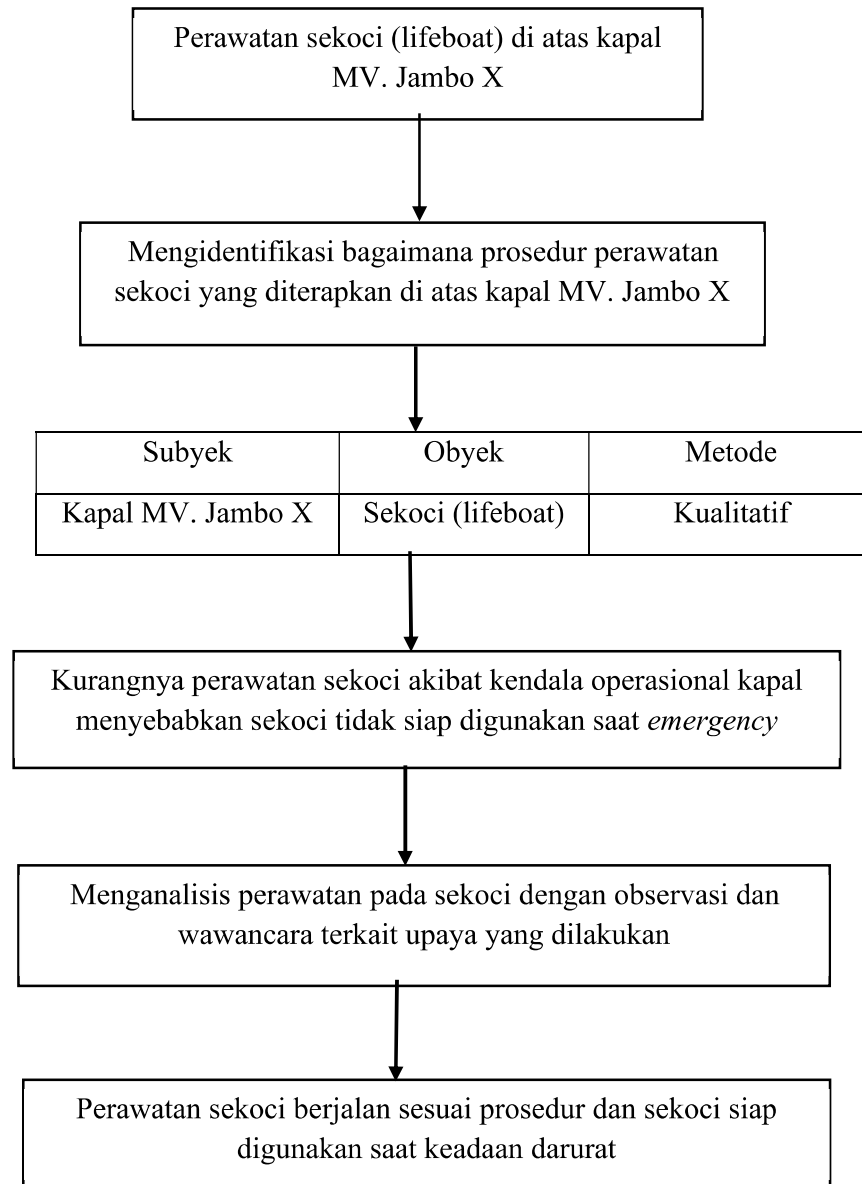 Perawatan sekoci (lifeboat) di atas kapal
MV. Jambo X
Mengidentifikasi bagaimana prosedur perawatan
sekoci yang diterapkan di atas kapal MV. Jambo X
Subyek Obyek Metode
Kapal MV. Jambo X Sekoci (lifeboat) Kualitatif
Kurangnya perawatan sekoci akibat kendala operasional kapal
menyebabkan sekoci tidak siap digunakan saat emergency
Menganalisis perawatan pada sekoci dengan observasi dan
wawancara terkait upaya yang dilakukan
Perawatan sekoci berjalan sesuai prosedur dan sekoci siap
digunakan saat keadaan darurat